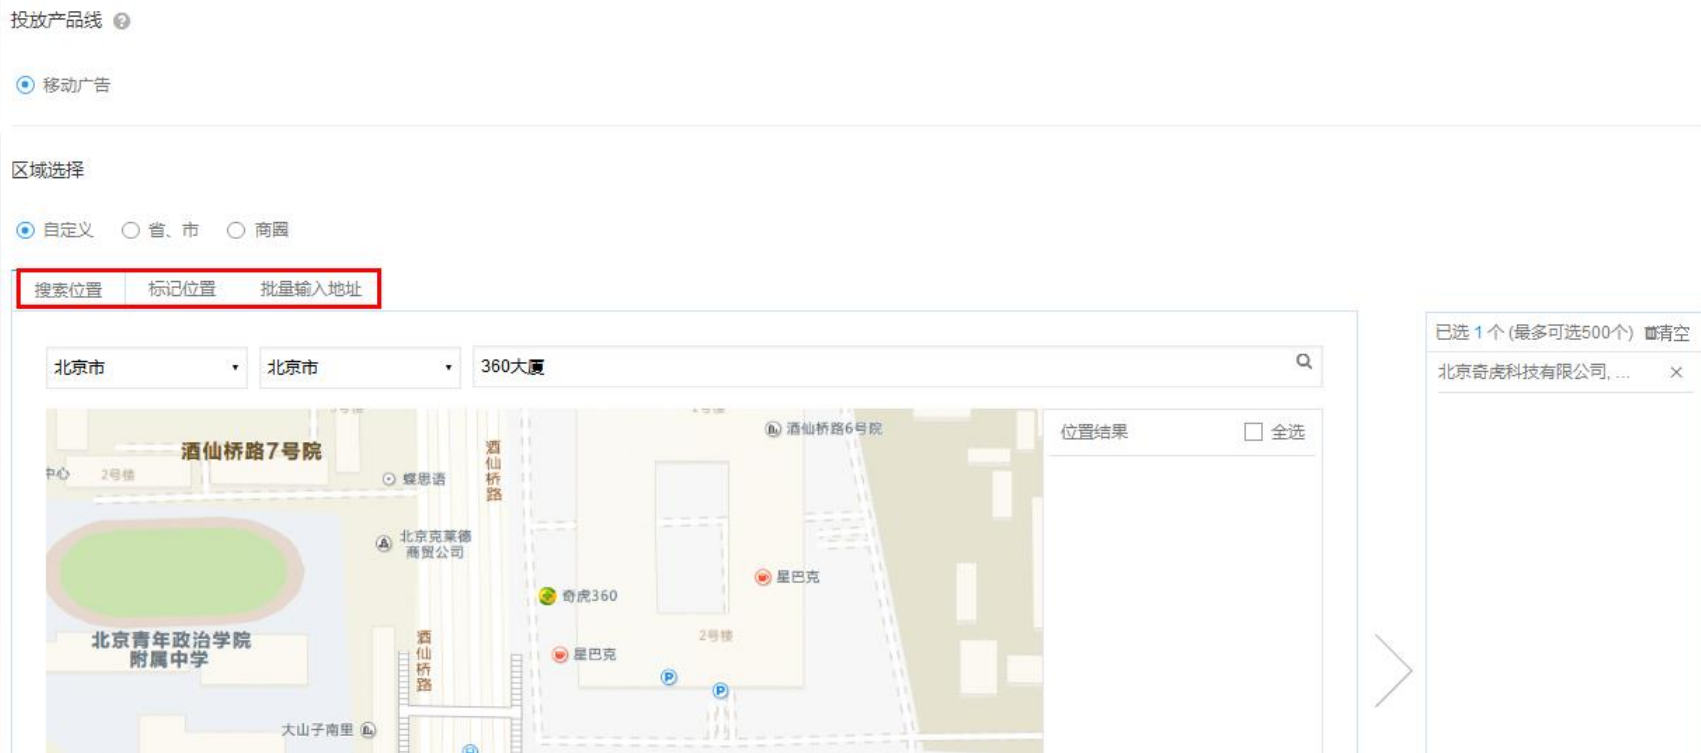 投放产品线
移动广告
区域选择
自定义 省、市 商圈
搜索位置 标记位置 批量输入地址
已选 1 个 (最多可选500个) 清空
北京市 北京市 360大厦
北京奇虎科技有限公司, ...
酒仙桥路6号院
位置结果 全选
酒仙桥路7号院
酒仙桥路
中心 2号楼
蝶思语
北京克莱德
商贸公司
星巴克
奇虎360
北京青年政治学院
附属中学
酒仙桥路
2号楼
星巴克
P
P
大山子南里